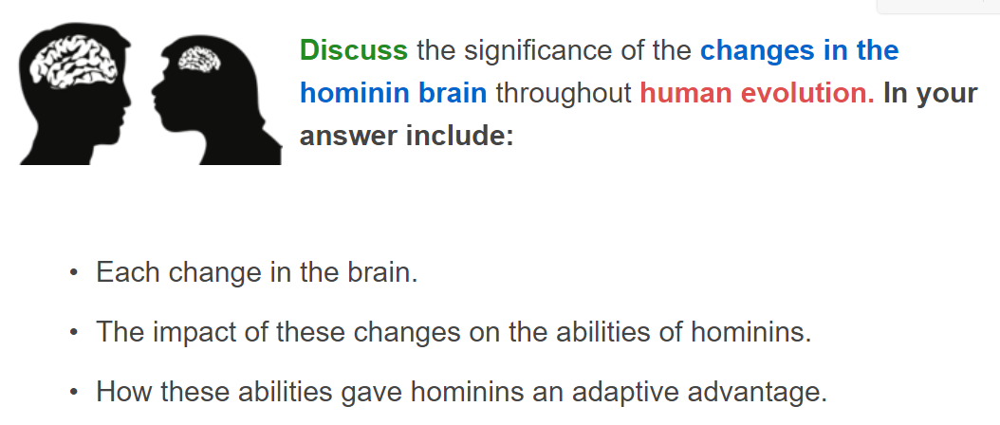 Discuss the significance of the changes in the
hominin brain throughout human evolution. In your
answer include:
• Each change in the brain.
• The impact of these changes on the abilities of hominins.
• How these abilities gave hominins an adaptive advantage.